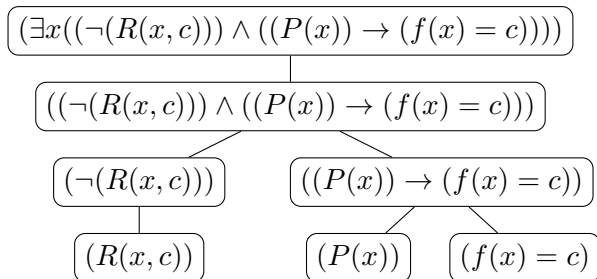 (∃x((¬(R(x, c))) ∧ ((P(x)) → (f(x) = c))))
((¬(R(x, c))) ∧ ((P(x)) → (f(x) = c)))
(¬(R(x, c)))
((P(x)) → (f(x) = c))
(R(x, c))
(P(x))
(f(x) = c)